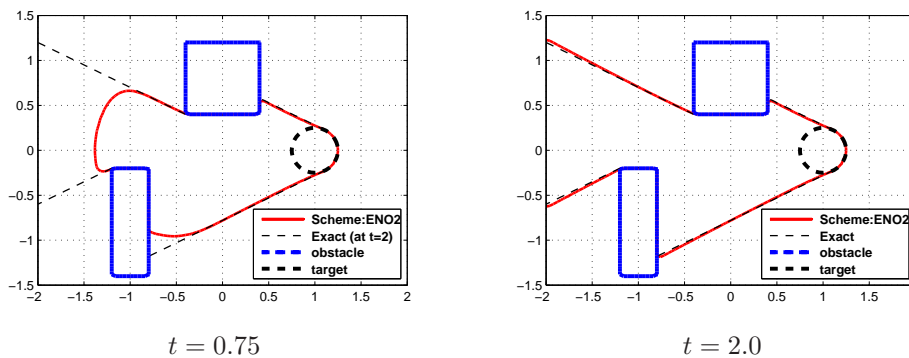 1.5
1
0.5
0
−0.5
−1
−1.5
−2 −1.5 −1 −0.5 0 0.5 1 1.5 2
Scheme:ENO2
Exact (at t=2)
obstacle
target
t = 0.75
1.5
1
0.5
0
−0.5
−1
−1.5
−2 −1.5 −1 −0.5 0 0.5 1 1.5
Scheme:ENO2
Exact
obstacle
target
t = 2.0